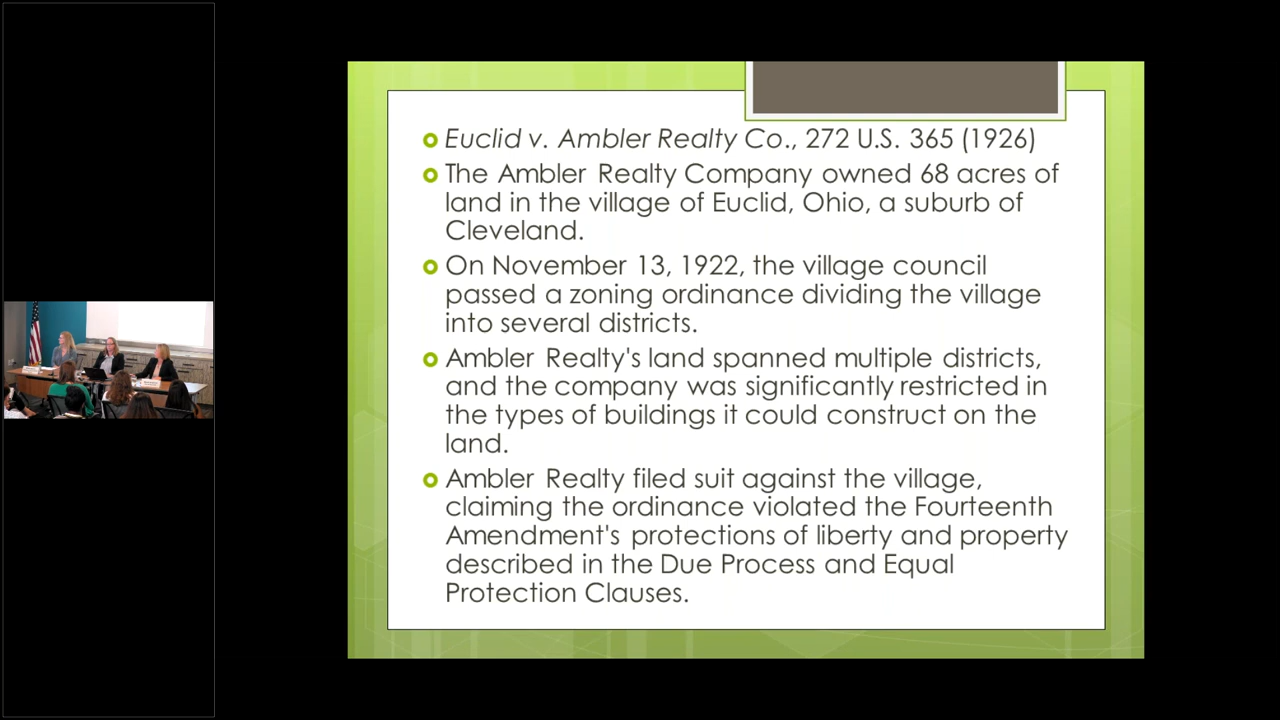 Euclid v. Ambler Realty Co., 272 U.S. 365 (1926)
The Ambler Realty Company owned 68 acres of
land in the village of Euclid, Ohio, a suburb of
Cleveland.
On November 13, 1922, the village council
passed a zoning ordinance dividing the village
into several districts.
Ambler Realty's land spanned multiple districts,
and the company was significantly restricted in
the types of buildings it could construct on the
land.
Ambler Realty filed suit against the village,
claiming the ordinance violated the Fourteenth
Amendment's protections of liberty and property
described in the Due Process and Equal
Protection Clauses.